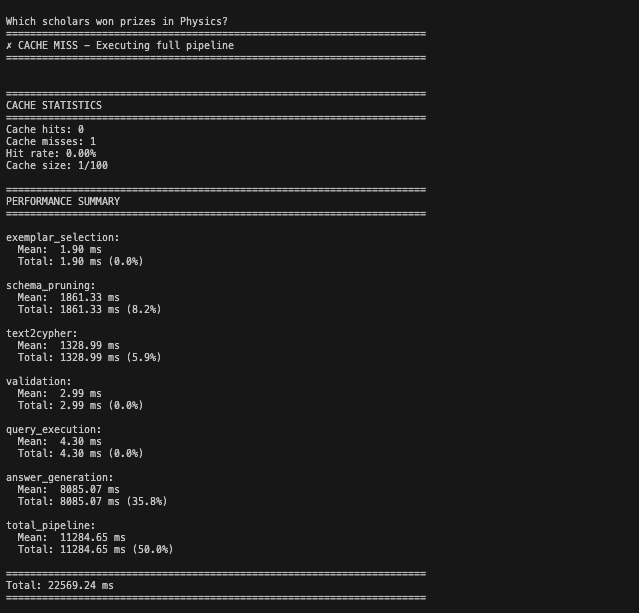 Which scholars won prizes in Physics?
======================================================================
✗ CACHE MISS - Executing full pipeline
======================================================================
======================================================================
CACHE STATISTICS
======================================================================
Cache hits: 0
Cache misses: 1
Hit rate: 0.00%
Cache size: 1/100
======================================================================
PERFORMANCE SUMMARY
======================================================================
exemplar_selection:
  Mean:  1.90 ms
  Total: 1.90 ms (0.0%)
schema_pruning:
  Mean:  1861.33 ms
  Total: 1861.33 ms (8.2%)
text2cypher:
  Mean:  1328.99 ms
  Total: 1328.99 ms (5.9%)
validation:
  Mean:  2.99 ms
  Total: 2.99 ms (0.0%)
query_execution:
  Mean:  4.30 ms
  Total: 4.30 ms (0.0%)
answer_generation:
  Mean:  8085.07 ms
  Total: 8085.07 ms (35.8%)
total_pipeline:
  Mean:  11284.65 ms
  Total: 11284.65 ms (50.0%)
======================================================================
Total: 22569.24 ms
======================================================================